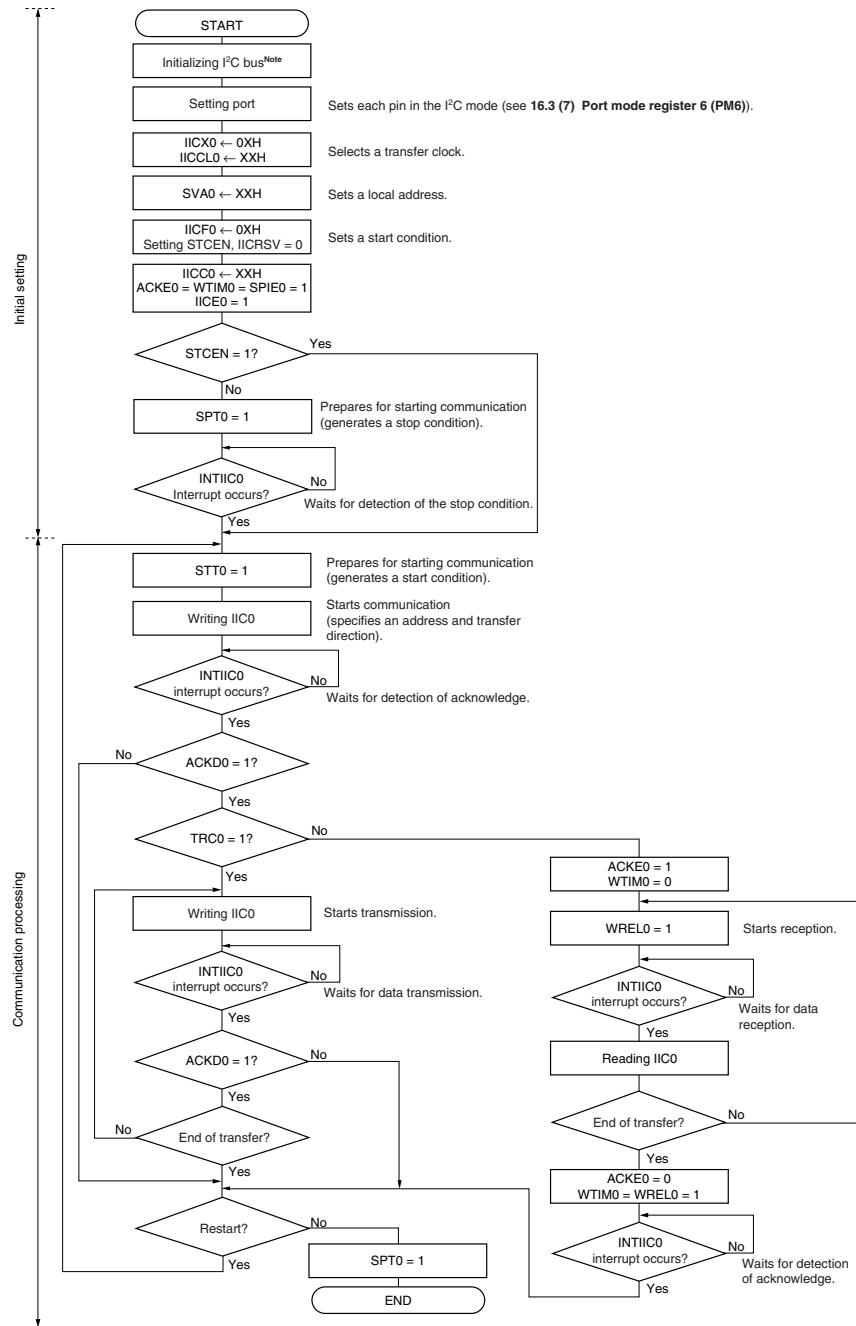 START
Initializing I²C bus^Note
Setting port
Sets each pin in the I²C mode (see 16.3 (7) Port mode register 6 (PM6)).
IICX0 ← 0XH
IICCL0 ← XXH
Selects a transfer clock.
SVA0 ← XXH
Sets a local address.
IICF0 ← 0XH
Setting STCEN, IICRSV = 0
Sets a start condition.
Initial setting
IICC0 ← XXH
ACKE0 = WTIM0 = SPIE0 = 1
IICE0 = 1
STCEN = 1?
Yes
No
SPT0 = 1
Prepares for starting communication
(generates a stop condition).
INTIIC0
Interrupt occurs?
No
Waits for detection of the stop condition.
Yes
STT0 = 1
Prepares for starting communication
(generates a start condition).
Writing IIC0
Starts communication
(specifies an address and transfer
direction).
INTIIC0
interrupt occurs?
No
Waits for detection of acknowledge.
Yes
No
ACKD0 = 1?
Yes
TRC0 = 1?
No
Yes
Communication processing
Writing IIC0
Starts transmission.
INTIIC0
interrupt occurs?
No
Waits for data transmission.
Yes
ACKD0 = 1?
No
Yes
No
End of transfer?
Yes
ACKE0 = 1
WTIM0 = 0
WREL0 = 1
Starts reception.
INTIIC0
interrupt occurs?
No
Waits for data
reception.
Yes
Reading IIC0
End of transfer?
No
Yes
ACKE0 = 0
WTIM0 = WREL0 = 1
INTIIC0
interrupt occurs?
No
Waits for detection
of acknowledge.
Yes
Restart?
No
Yes
SPT0 = 1
END